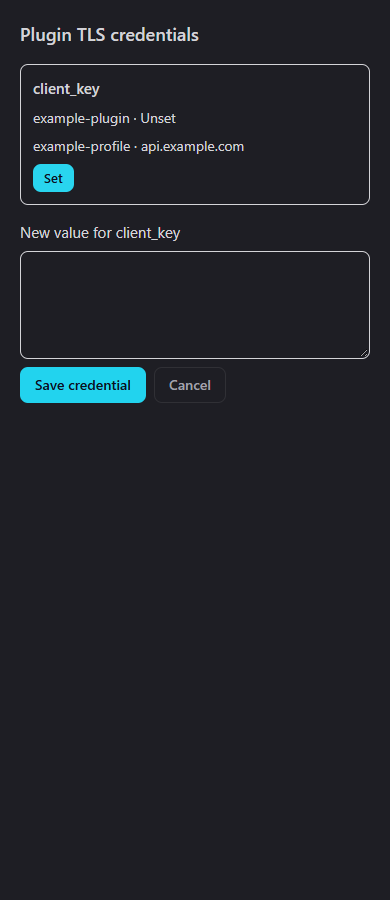 Plugin TLS credentials
client_key
example-plugin · Unset
example-profile · api.example.com
Set
New value for client_key
Save credential
Cancel